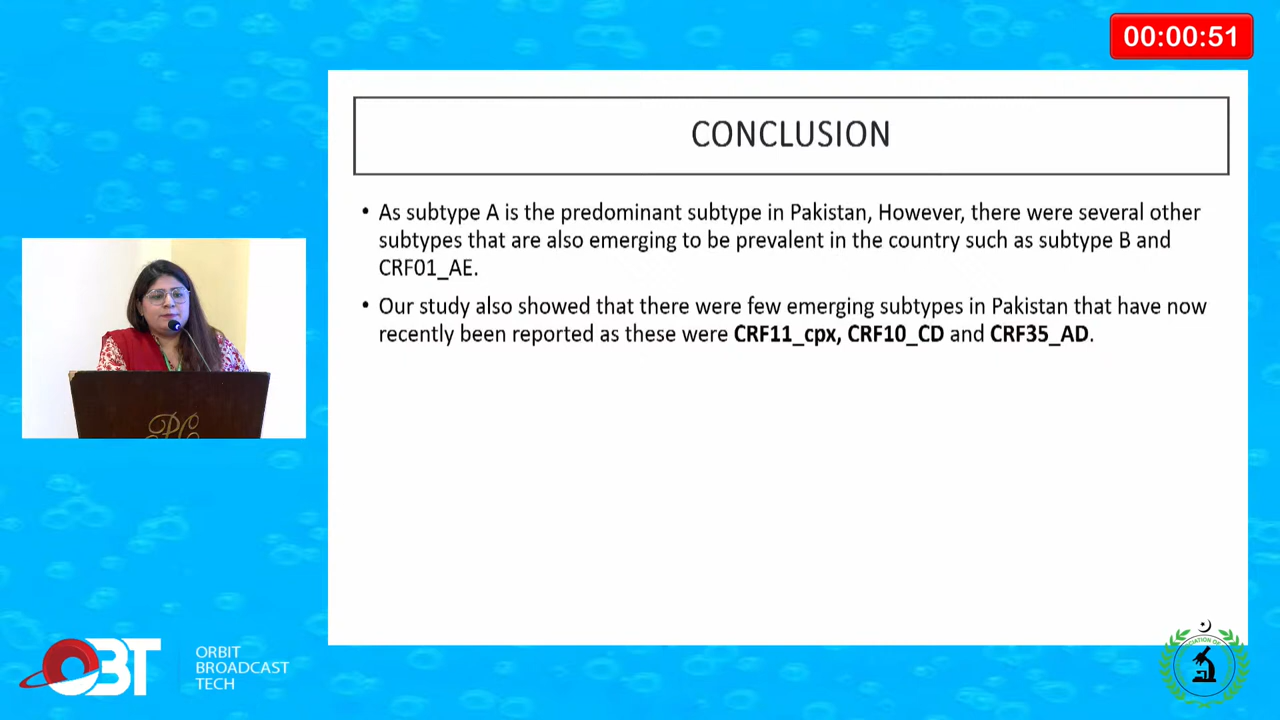 00:00:51
CONCLUSION
• As subtype A is the predominant subtype in Pakistan, However, there were several other
subtypes that are also emerging to be prevalent in the country such as subtype B and
CRF01_AE.
• Our study also showed that there were few emerging subtypes in Pakistan that have now
recently been reported as these were CRF11_cpx, CRF10_CD and CRF35_AD.
PC
OBT
ORBIT
BROADCAST
TECH